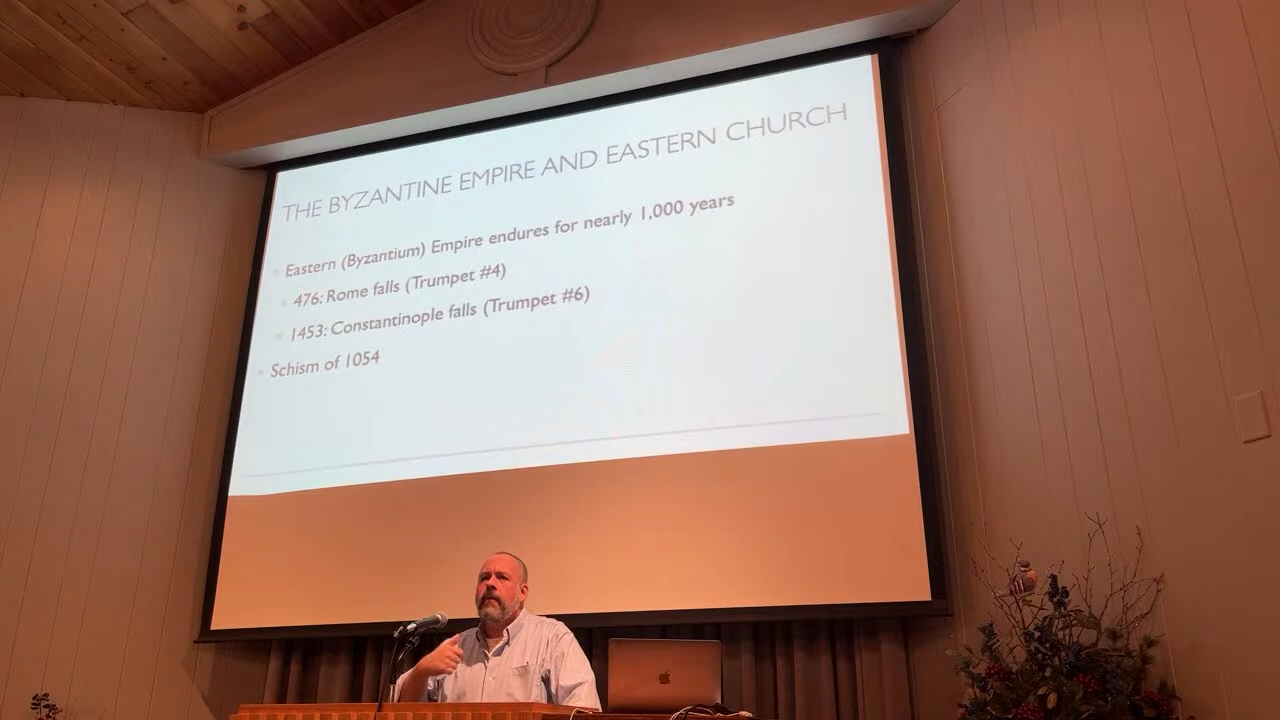 THE BYZANTINE EMPIRE AND EASTERN CHURCH
Eastern (Byzantium) Empire endures for nearly 1,000 years
476: Rome falls (Trumpet #4)
1453: Constantinople falls (Trumpet #6)
Schism of 1054